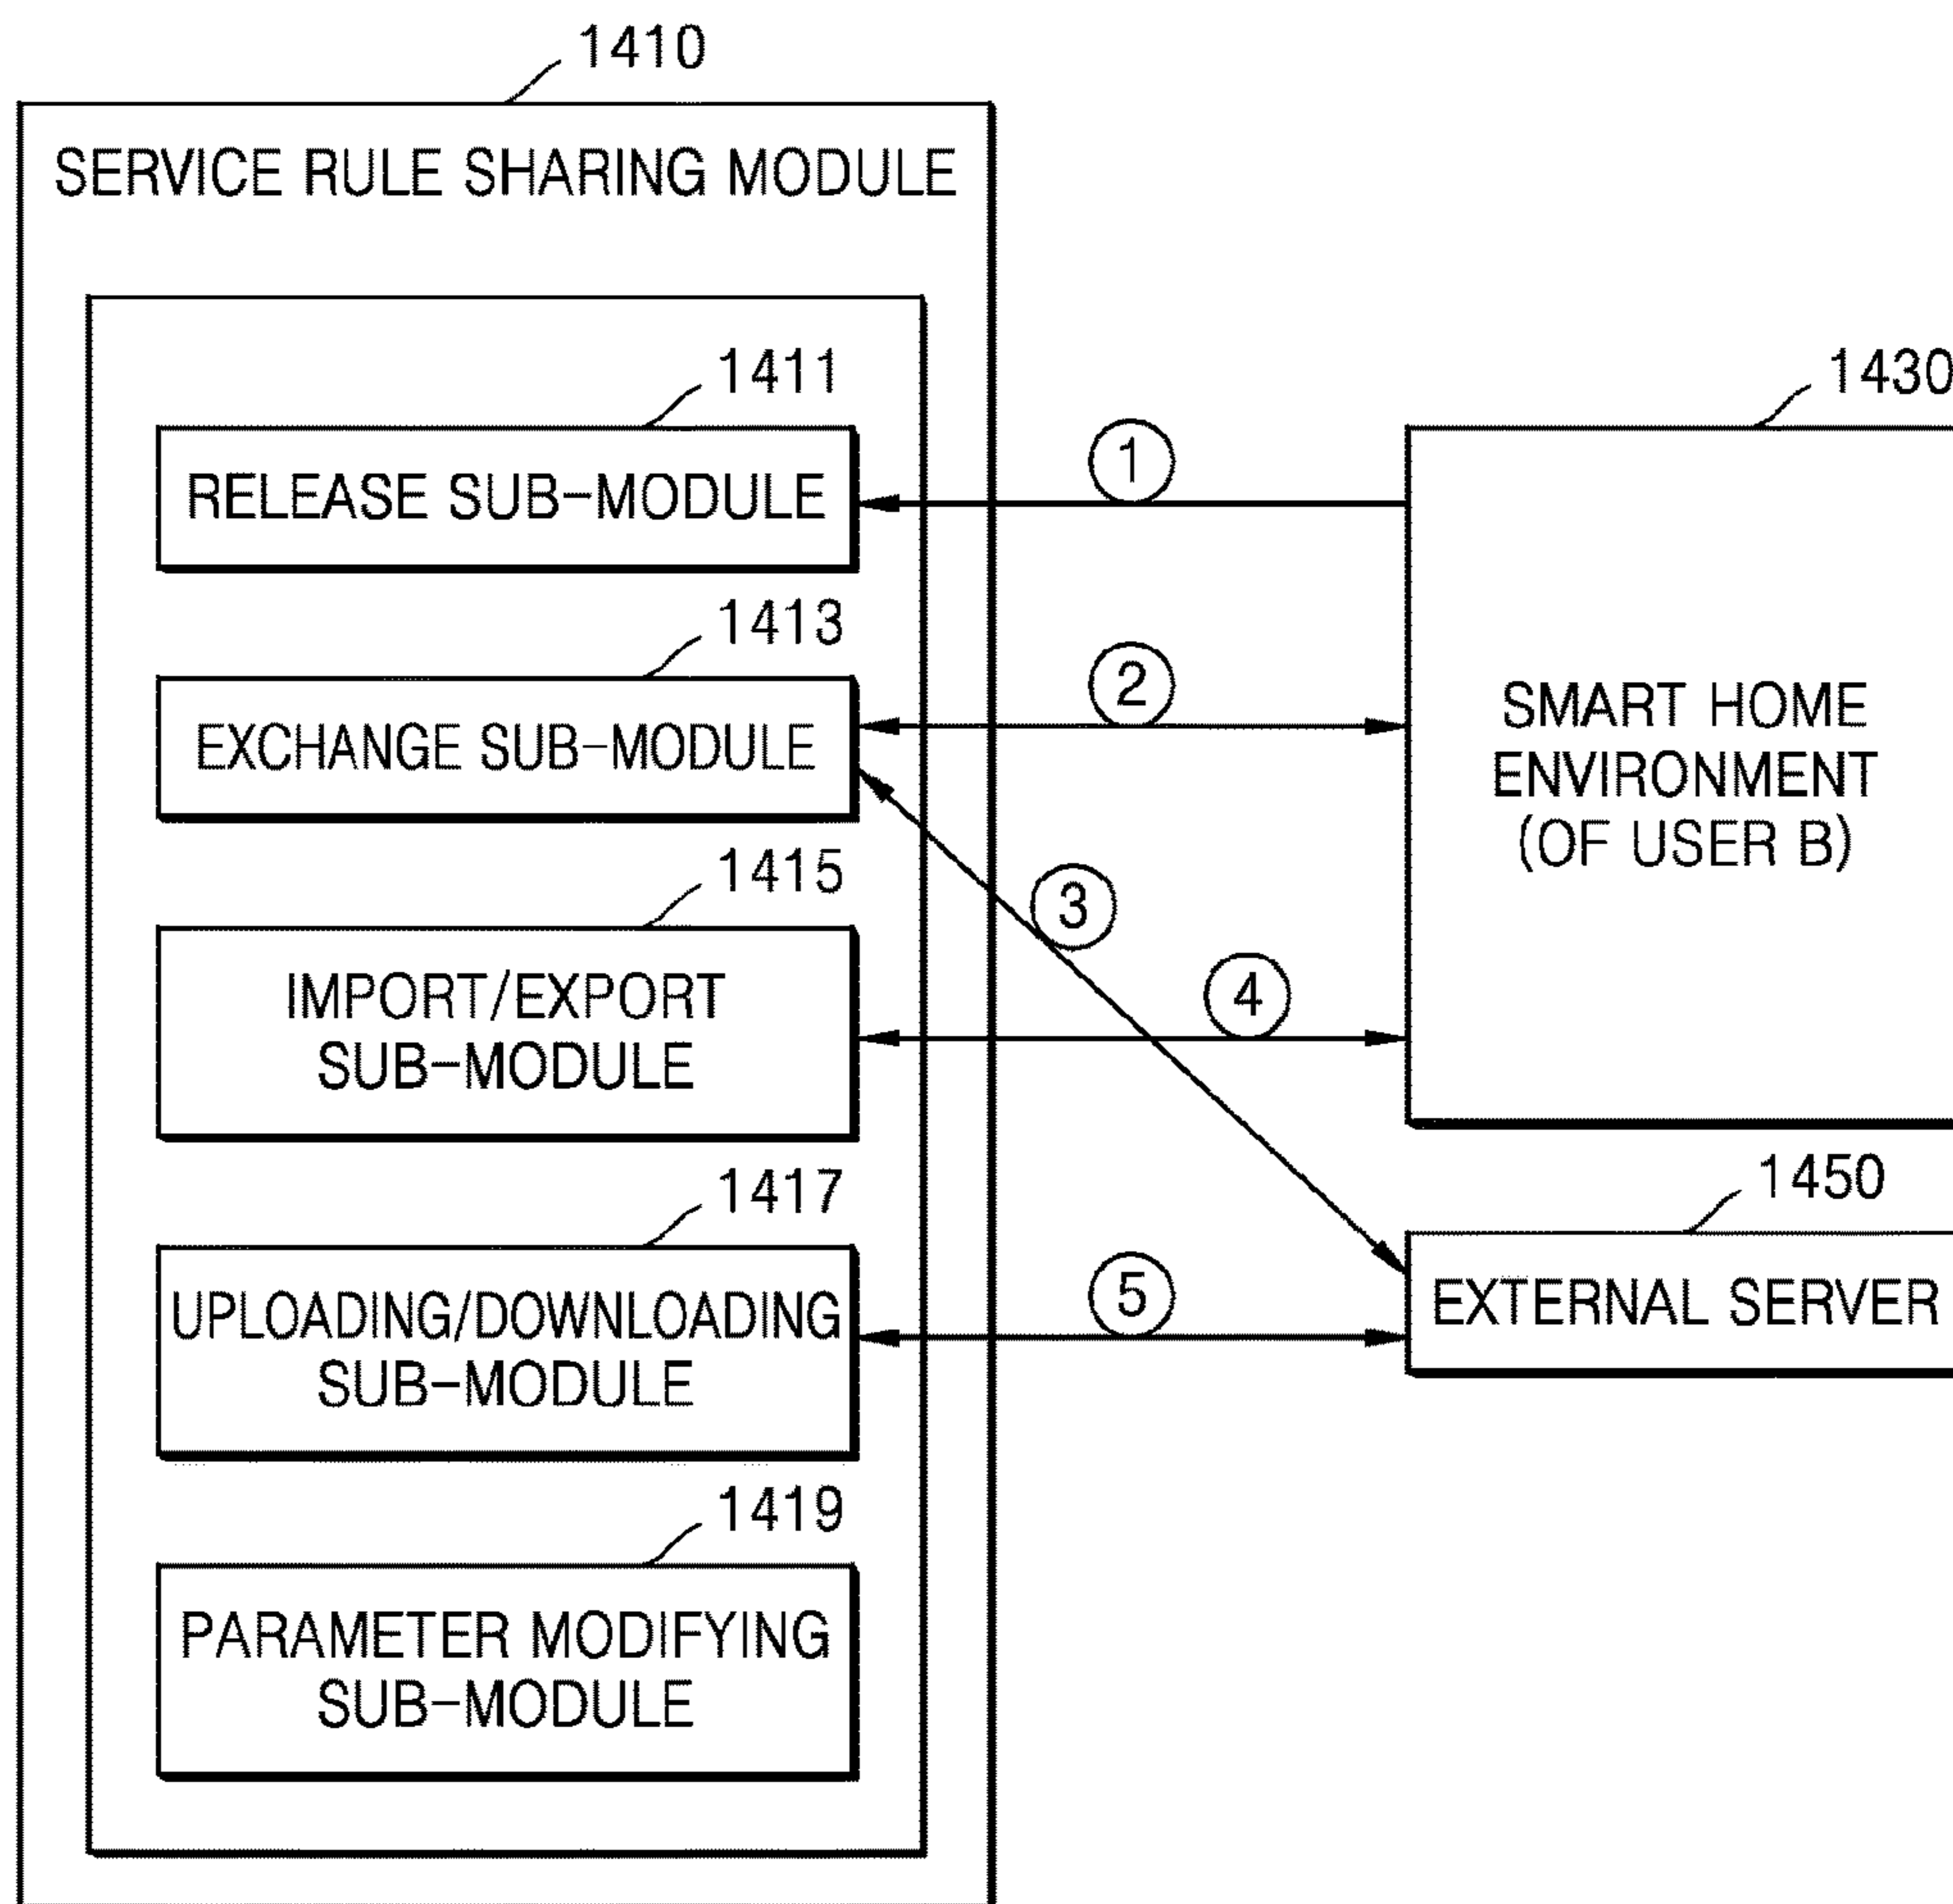 1410
SERVICE RULE SHARING MODULE
1411
RELEASE SUB-MODULE
1413
EXCHANGE SUB-MODULE
1415
IMPORT/EXPORT
SUB-MODULE
1417
UPLOADING/DOWNLOADING
SUB-MODULE
1419
PARAMETER MODIFYING
SUB-MODULE
1
2
3
4
5
1430
SMART HOME
ENVIRONMENT
(OF USER B)
1450
EXTERNAL SERVER